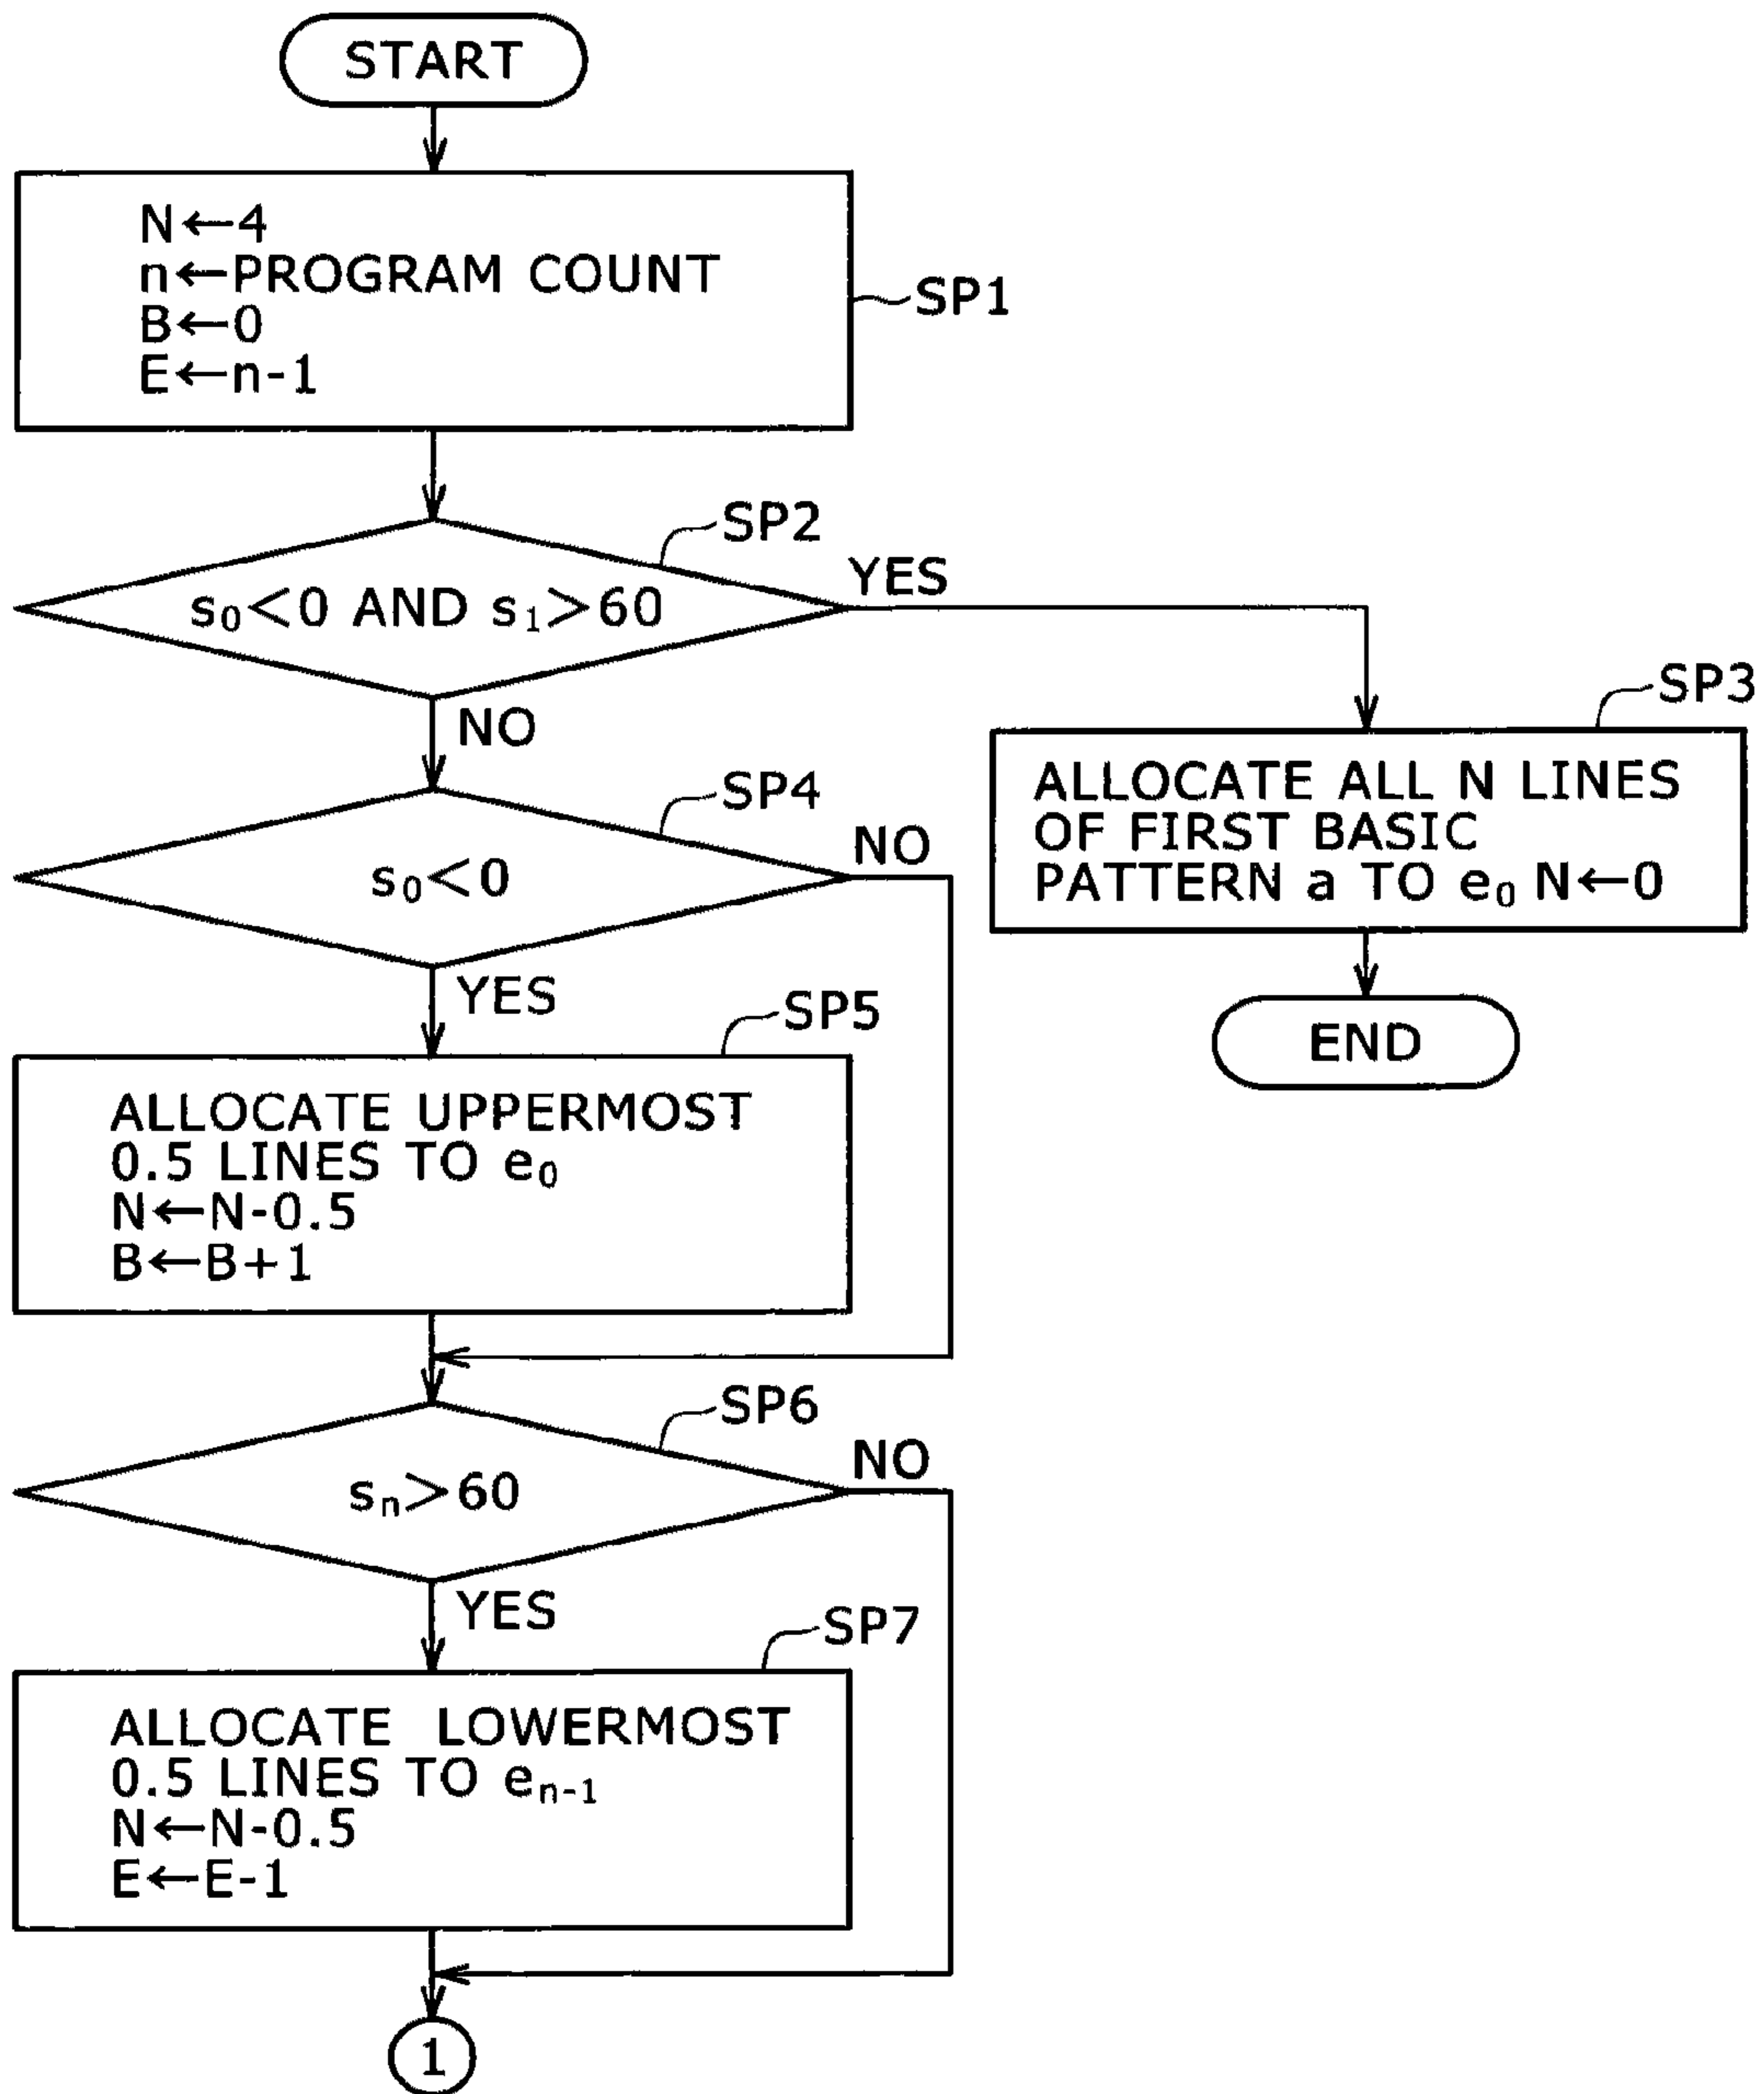 START
N←4
n←PROGRAM COUNT
B←0
E←n-1
SP1
SP2
s₀<0 AND s₁>60
YES
NO
SP3
ALLOCATE ALL N LINES
OF FIRST BASIC
PATTERN a TO e₀ N←0
END
SP4
s₀<0
NO
YES
SP5
ALLOCATE UPPERMOST
0.5 LINES TO e₀
N←N-0.5
B←B+1
SP6
sₙ>60
NO
YES
SP7
ALLOCATE LOWERMOST
0.5 LINES TO eₙ₋₁
N←N-0.5
E←E-1
1